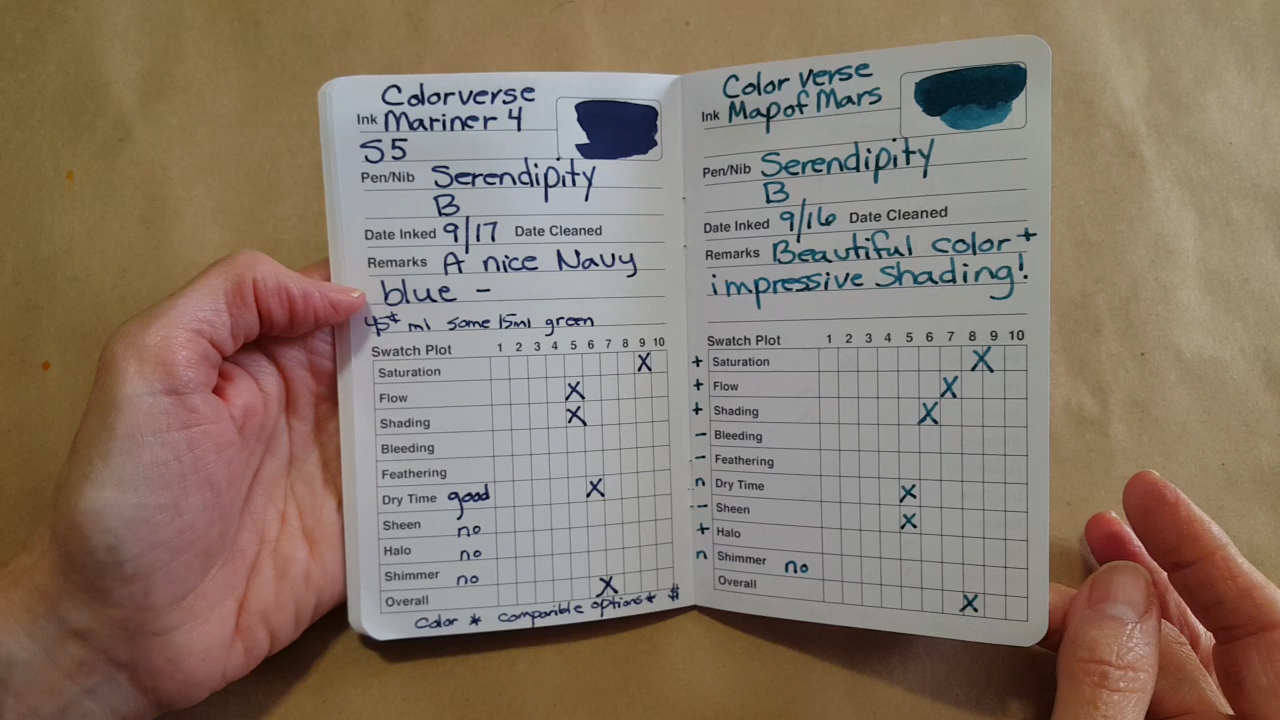 Colorverse
Ink Mariner 4
S5
Pen/Nib Serendipity
B
Date Inked 9/17 Date Cleaned
Remarks A nice Navy
blue -
45¢ ml same 15ml green
Swatch Plot 1 2 3 4 5 6 7 8 9 10
Saturation X
Flow X
Shading X
Bleeding
Feathering
Dry Time good X
Sheen no
Halo no
Shimmer no
Overall X
Color * comparible options * $
Color verse
Ink Map of Mars
Pen/Nib Serendipity
B
Date Inked 9/16 Date Cleaned
Remarks Beautiful color +
impressive Shading!
Swatch Plot 1 2 3 4 5 6 7 8 9 10
+ Saturation X
+ Flow X
+ Shading X
- Bleeding
- Feathering
n Dry Time X
- Sheen X
+ Halo
n Shimmer no
Overall X